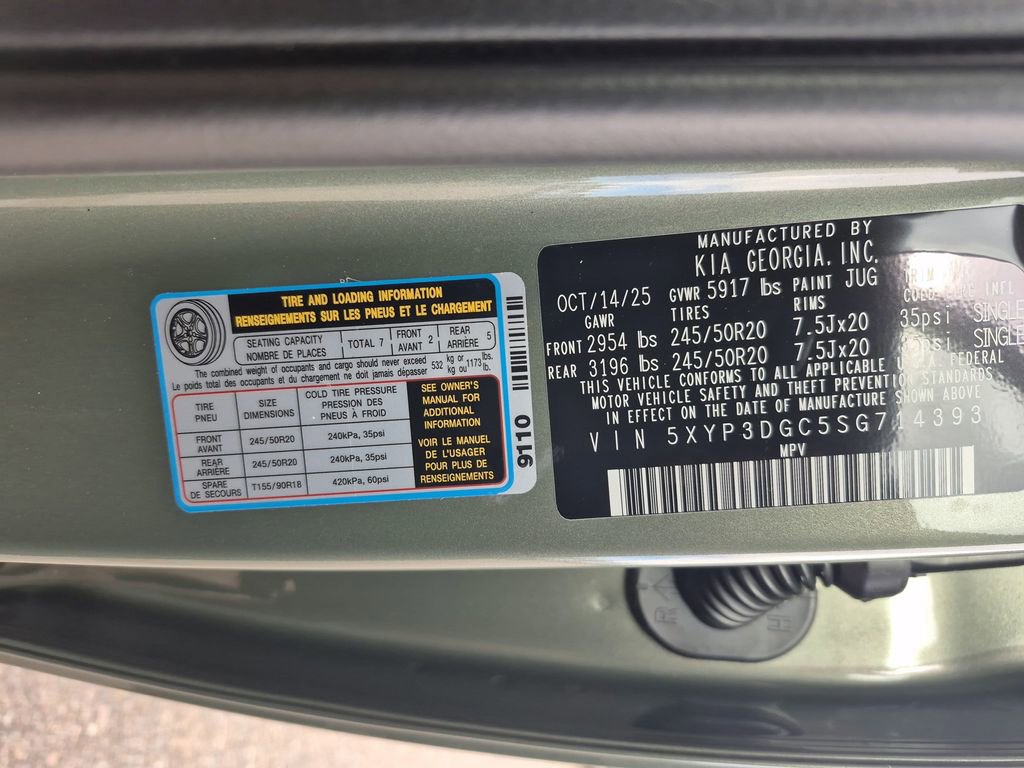 TIRE AND LOADING INFORMATION
RENSEIGNEMENTS SUR LES PNEUS ET LE CHARGEMENT
SEATING CAPACITY
NOMBRE DE PLACES
TOTAL 7
FRONT
AVANT 2
REAR
ARRIÈRE 5
The combined weight of occupants and cargo should never exceed
Le poids total des occupants et du chargement ne doit jamais dépasser
532 kg or
kg ou
1173 lbs.
lb.
TIRE
PNEU
SIZE
DIMENSIONS
COLD TIRE PRESSURE
PRESSION DES
PNEUS À FROID
FRONT
AVANT
245/50R20
240kPa, 35psi
REAR
ARRIÈRE
245/50R20
240kPa, 35psi
SPARE
DE SECOURS
T155/90R18
420kPa, 60psi
SEE OWNER'S
MANUAL FOR
ADDITIONAL
INFORMATION
VOIR LE MANUEL
DE L'USAGER
POUR PLUS DE
RENSEIGNEMENTS
9110
MANUFACTURED BY
KIA GEORGIA, INC.
OCT/14/25 GVWR 5917 lbs PAINT JUG
GAWR TIRES RIMS
FRONT 2954 lbs 245/50R20 7.5Jx20 35psi SINGLE
REAR 3196 lbs 245/50R20 7.5Jx20 SINGLE
THIS VEHICLE CONFORMS TO ALL APPLICABLE U.S.A. FEDERAL
MOTOR VEHICLE SAFETY AND THEFT PREVENTION STANDARDS
IN EFFECT ON THE DATE OF MANUFACTURE SHOWN ABOVE
VIN 5XYP3DGC5SG714393
MPV